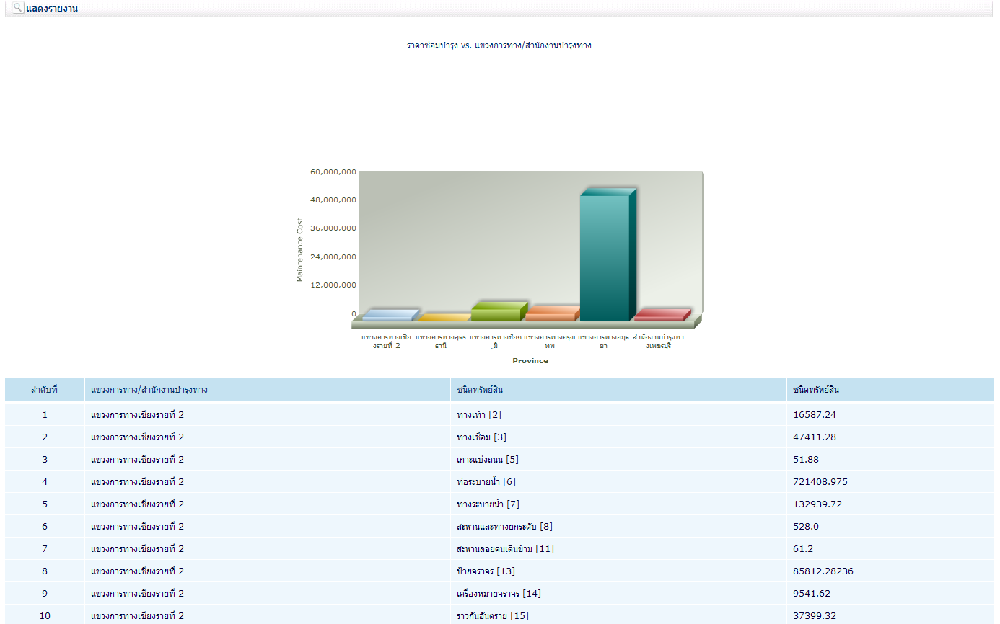 แสดงรายงาน
ราคาซ่อมบำรุง vs. แขวงการทาง/สำนักงานบำรุงทาง
60,000,000
48,000,000
36,000,000
24,000,000
12,000,000
0
Maintenance Cost
แขวงการทางเชีย แขวงการทางอุดร แขวงการทางชัยภ แขวงการทางกรุงเ แขวงการทางอยุธ สำนักงานบำรุงทา
งรายที่ 2 ธานี ูมิ ทพ ยา งเพชรบุรี
Province
ลำดับที่ แขวงการทาง/สำนักงานบำรุงทาง ชนิดทรัพย์สิน ชนิดทรัพย์สิน
1 แขวงการทางเชียงรายที่ 2 ทางเท้า [2] 16587.24
2 แขวงการทางเชียงรายที่ 2 ทางเชื่อม [3] 47411.28
3 แขวงการทางเชียงรายที่ 2 เกาะแบ่งถนน [5] 51.88
4 แขวงการทางเชียงรายที่ 2 ท่อระบายน้ำ [6] 721408.975
5 แขวงการทางเชียงรายที่ 2 ทางระบายน้ำ [7] 132939.72
6 แขวงการทางเชียงรายที่ 2 สะพานและทางยกระดับ [8] 528.0
7 แขวงการทางเชียงรายที่ 2 สะพานลอยคนเดินข้าม [11] 61.2
8 แขวงการทางเชียงรายที่ 2 ป้ายจราจร [13] 85812.28236
9 แขวงการทางเชียงรายที่ 2 เครื่องหมายจราจร [14] 9541.62
10 แขวงการทางเชียงรายที่ 2 ราวกันอันตราย [15] 37399.32